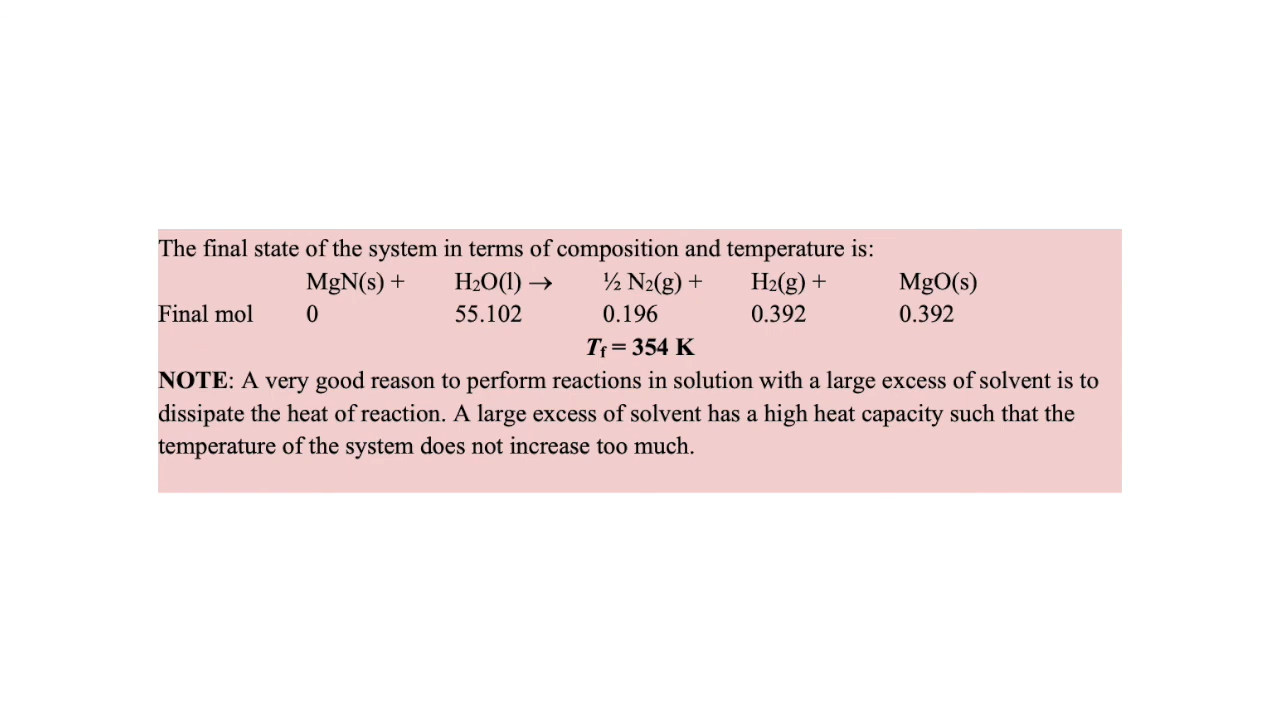 The final state of the system in terms of composition and temperature is:
MgN(s) + H₂O(l) → ½ N₂(g) + H₂(g) + MgO(s)
Final mol 0 55.102 0.196 0.392 0.392
T𝒇 = 354 K
NOTE: A very good reason to perform reactions in solution with a large excess of solvent is to
dissipate the heat of reaction. A large excess of solvent has a high heat capacity such that the
temperature of the system does not increase too much.